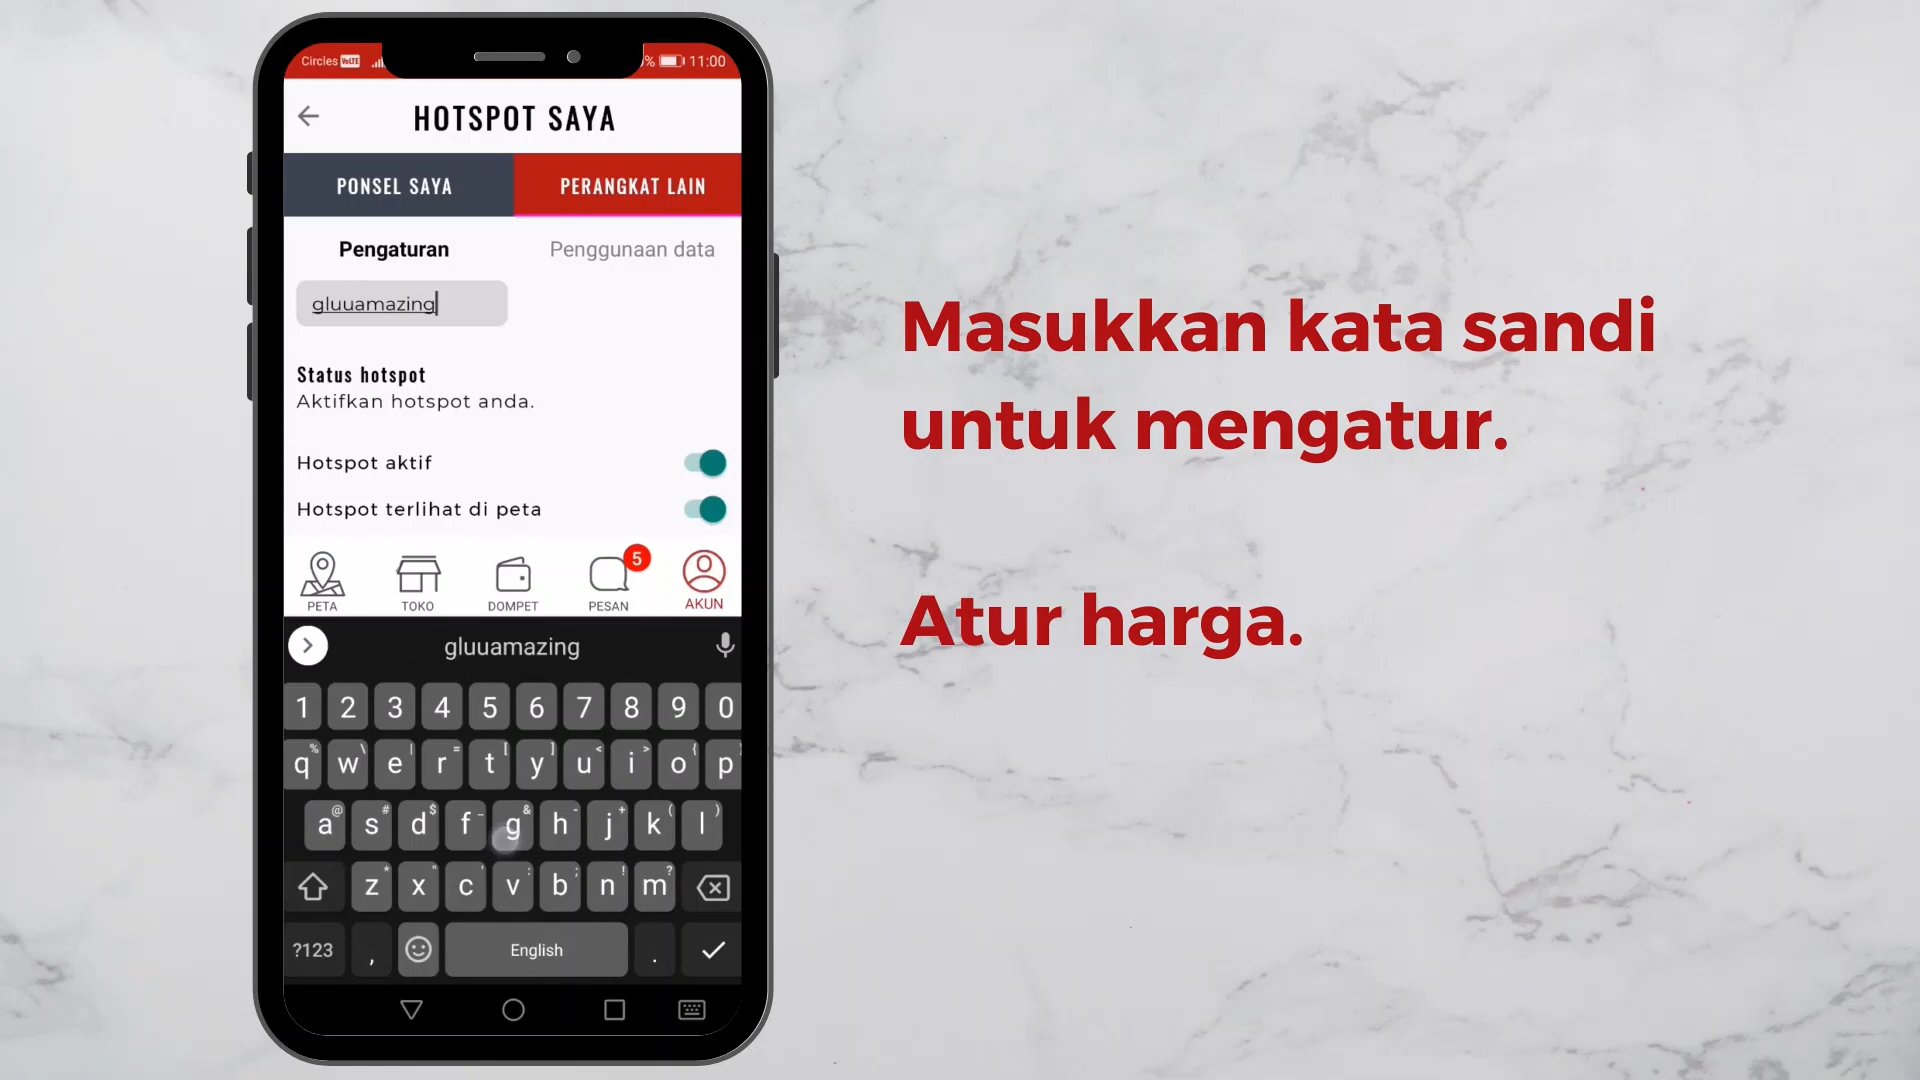 Circles VoLTE % 11:00
HOTSPOT SAYA
PONSEL SAYA PERANGKAT LAIN
Pengaturan Penggunaan data
gluuamazing
Status hotspot
Aktifkan hotspot anda.
Hotspot aktif
Hotspot terlihat di peta
5
PETA TOKO DOMPET PESAN AKUN
gluuamazing
1 2 3 4 5 6 7 8 9 0
% \ | = [ ] < > {
q w e r t y u i o p
@ # $ _ & - + ( )
a s d f g h j k l
* " ' : ; ! ?
z x c v b n m
?123 , English .
Masukkan kata sandi
untuk mengatur.
Atur harga.